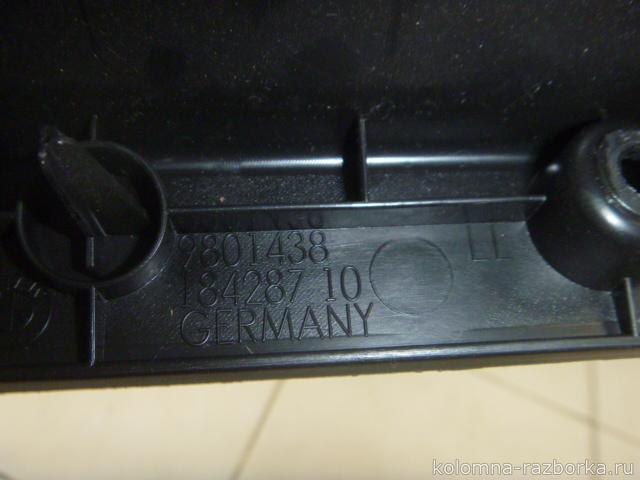 9801438
184287 10
GERMANY
LL
kolomna-razborka.ru